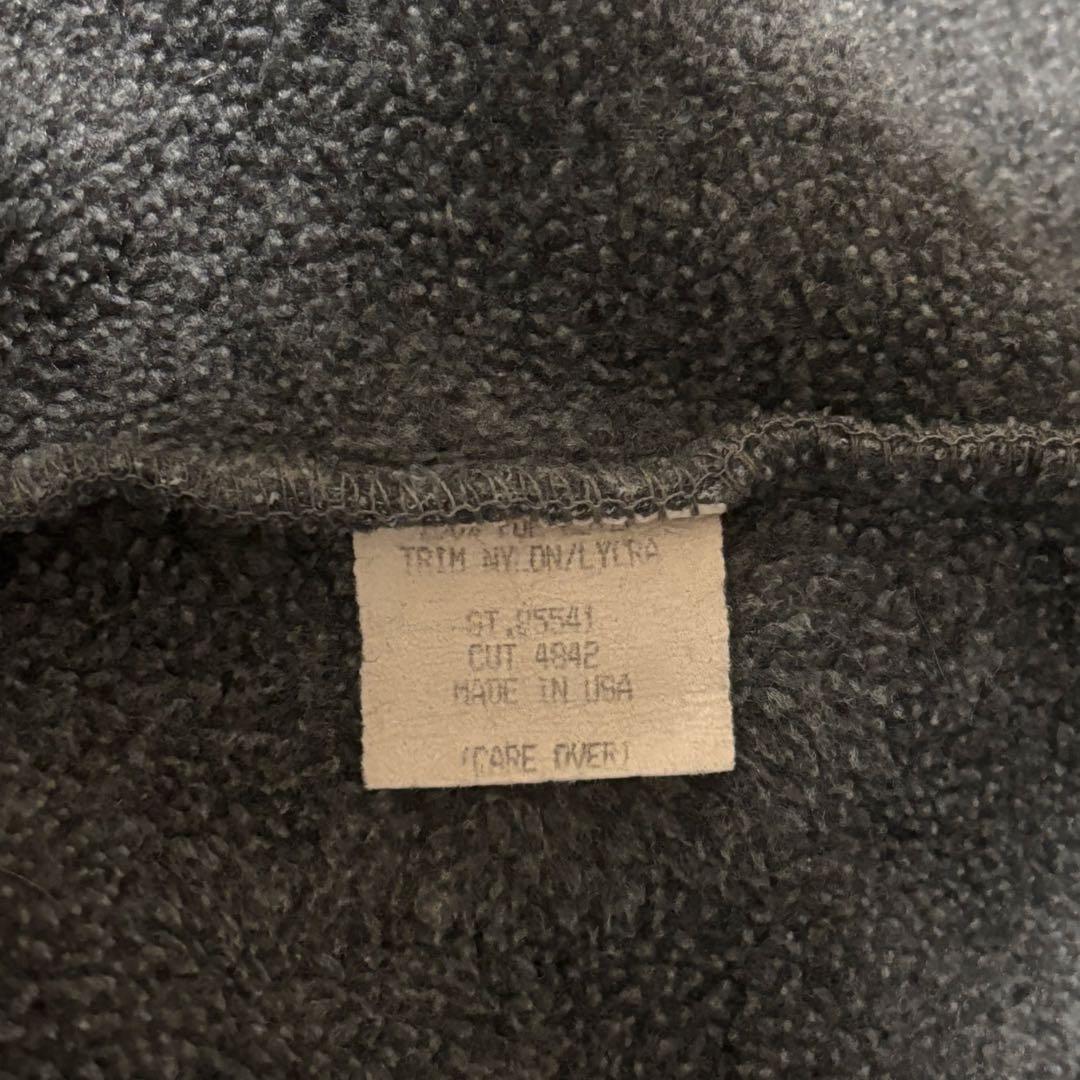 TRIM NYLON/LYCRA
ST.25541
CUT 4842
MADE IN USA
(CARE OVER)